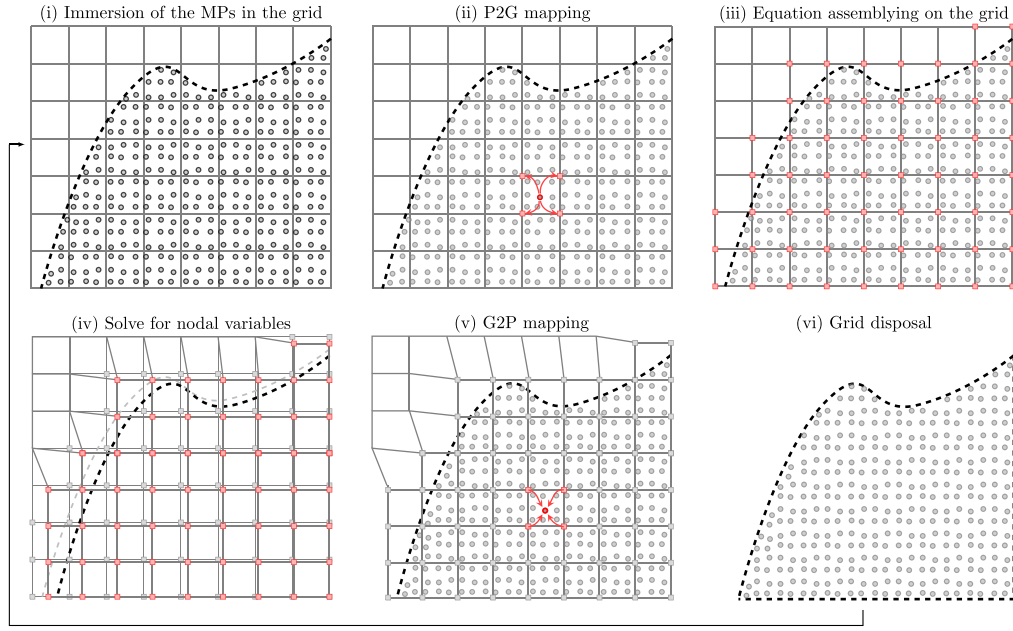 (i) Immersion of the MPs in the grid
(ii) P2G mapping
(iii) Equation assemblying on the grid
(iv) Solve for nodal variables
(v) G2P mapping
(vi) Grid disposal